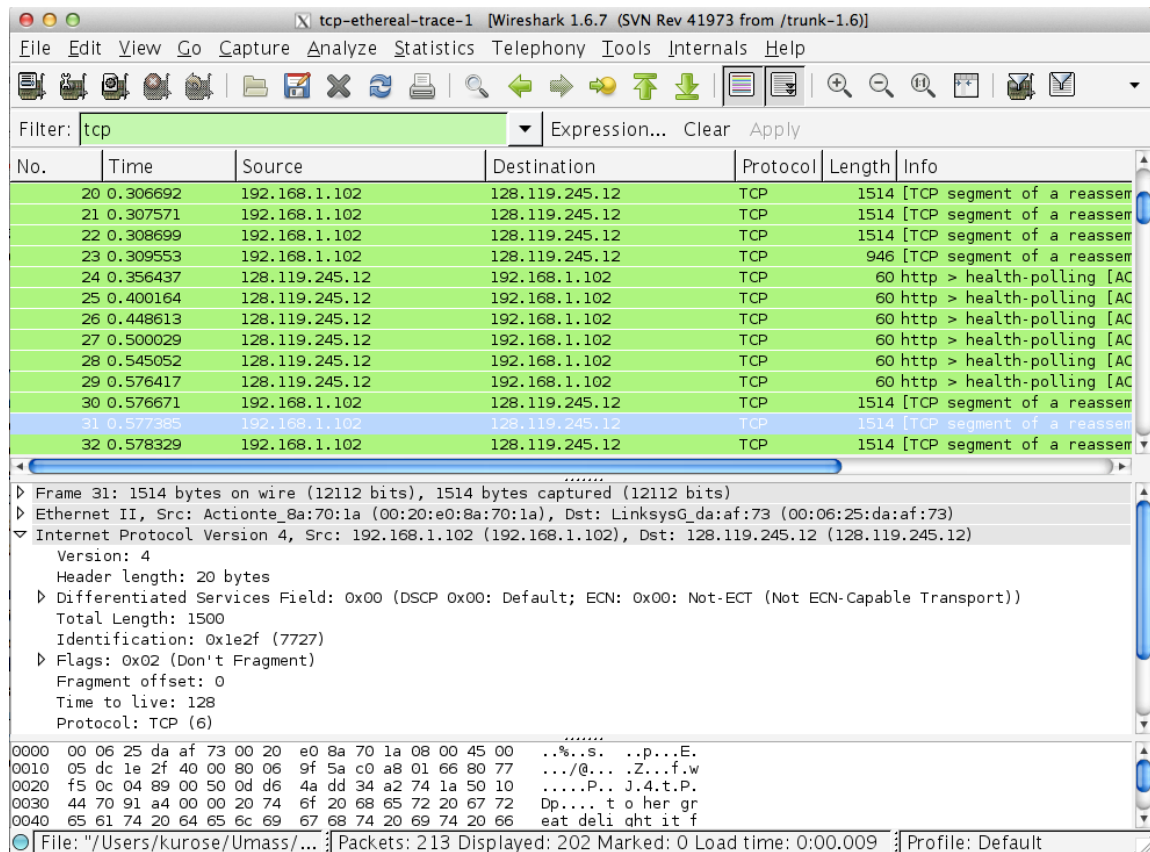 tcp-ethereal-trace-1 [Wireshark 1.6.7 (SVN Rev 41973 from /trunk-1.6)]
File Edit View Go Capture Analyze Statistics Telephony Tools Internals Help
Filter: tcp Expression... Clear Apply
No. Time Source Destination Protocol Length Info
20 0.306692 192.168.1.102 128.119.245.12 TCP 1514 [TCP segment of a reassem
21 0.307571 192.168.1.102 128.119.245.12 TCP 1514 [TCP segment of a reassem
22 0.308699 192.168.1.102 128.119.245.12 TCP 1514 [TCP segment of a reassem
23 0.309553 192.168.1.102 128.119.245.12 TCP 946 [TCP segment of a reassem
24 0.356437 128.119.245.12 192.168.1.102 TCP 60 http > health-polling [AC
25 0.400164 128.119.245.12 192.168.1.102 TCP 60 http > health-polling [AC
26 0.448613 128.119.245.12 192.168.1.102 TCP 60 http > health-polling [AC
27 0.500029 128.119.245.12 192.168.1.102 TCP 60 http > health-polling [AC
28 0.545052 128.119.245.12 192.168.1.102 TCP 60 http > health-polling [AC
29 0.576417 128.119.245.12 192.168.1.102 TCP 60 http > health-polling [AC
30 0.576671 192.168.1.102 128.119.245.12 TCP 1514 [TCP segment of a reassem
31 0.577385 192.168.1.102 128.119.245.12 TCP 1514 [TCP segment of a reassem
32 0.578329 192.168.1.102 128.119.245.12 TCP 1514 [TCP segment of a reassem
Frame 31: 1514 bytes on wire (12112 bits), 1514 bytes captured (12112 bits)
Ethernet II, Src: Actionte_8a:70:1a (00:20:e0:8a:70:1a), Dst: LinksysG_da:af:73 (00:06:25:da:af:73)
Internet Protocol Version 4, Src: 192.168.1.102 (192.168.1.102), Dst: 128.119.245.12 (128.119.245.12)
Version: 4
Header length: 20 bytes
Differentiated Services Field: 0x00 (DSCP 0x00: Default; ECN: 0x00: Not-ECT (Not ECN-Capable Transport))
Total Length: 1500
Identification: 0x1e2f (7727)
Flags: 0x02 (Don't Fragment)
Fragment offset: 0
Time to live: 128
Protocol: TCP (6)
0000 00 06 25 da af 73 00 20 e0 8a 70 1a 08 00 45 00 ..%..s. ..p...E.
0010 05 dc 1e 2f 40 00 80 06 9f 5a c0 a8 01 66 80 77 .../@... .Z...f.w
0020 f5 0c 04 89 00 50 0d d6 4a dd 34 a2 74 1a 50 10 .....P.. J.4.t.P.
0030 44 70 91 a4 00 00 20 74 6f 20 68 65 72 20 67 72 Dp.... t o her gr
0040 65 61 74 20 64 65 6c 69 67 68 74 20 69 74 20 66 eat deli ght it f
File: "/Users/kurose/Umass/... Packets: 213 Displayed: 202 Marked: 0 Load time: 0:00.009 Profile: Default